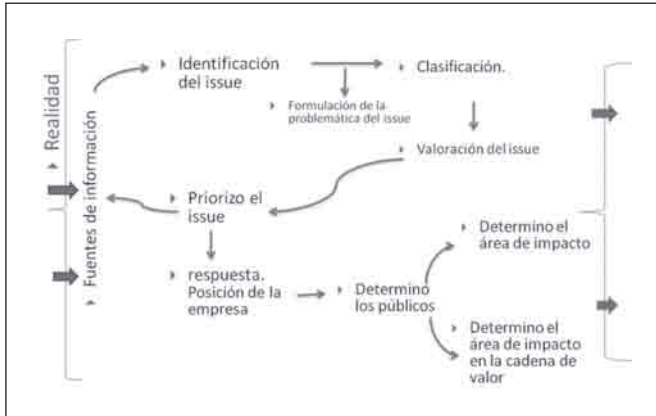 Realidad
Fuentes de información
Identificación
del issue
Clasificación.
Formulación de la
problemática del issue
Valoración del issue
Priorizo el
issue
respuesta.
Posición de la
empresa
Determino
los públicos
Determino el
área de impacto
Determino el
área de impacto
en la cadena de
valor